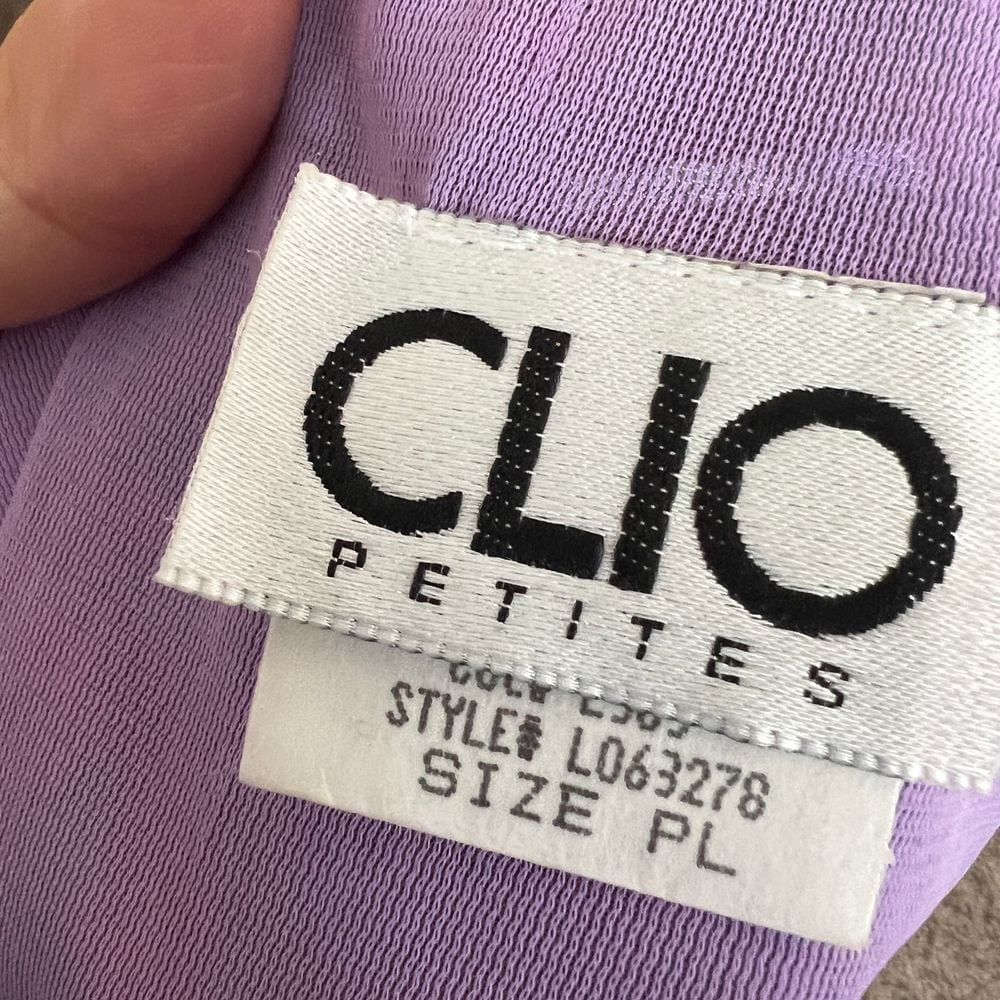 CLIO
PETITES
STYLE# L063278
SIZE PL